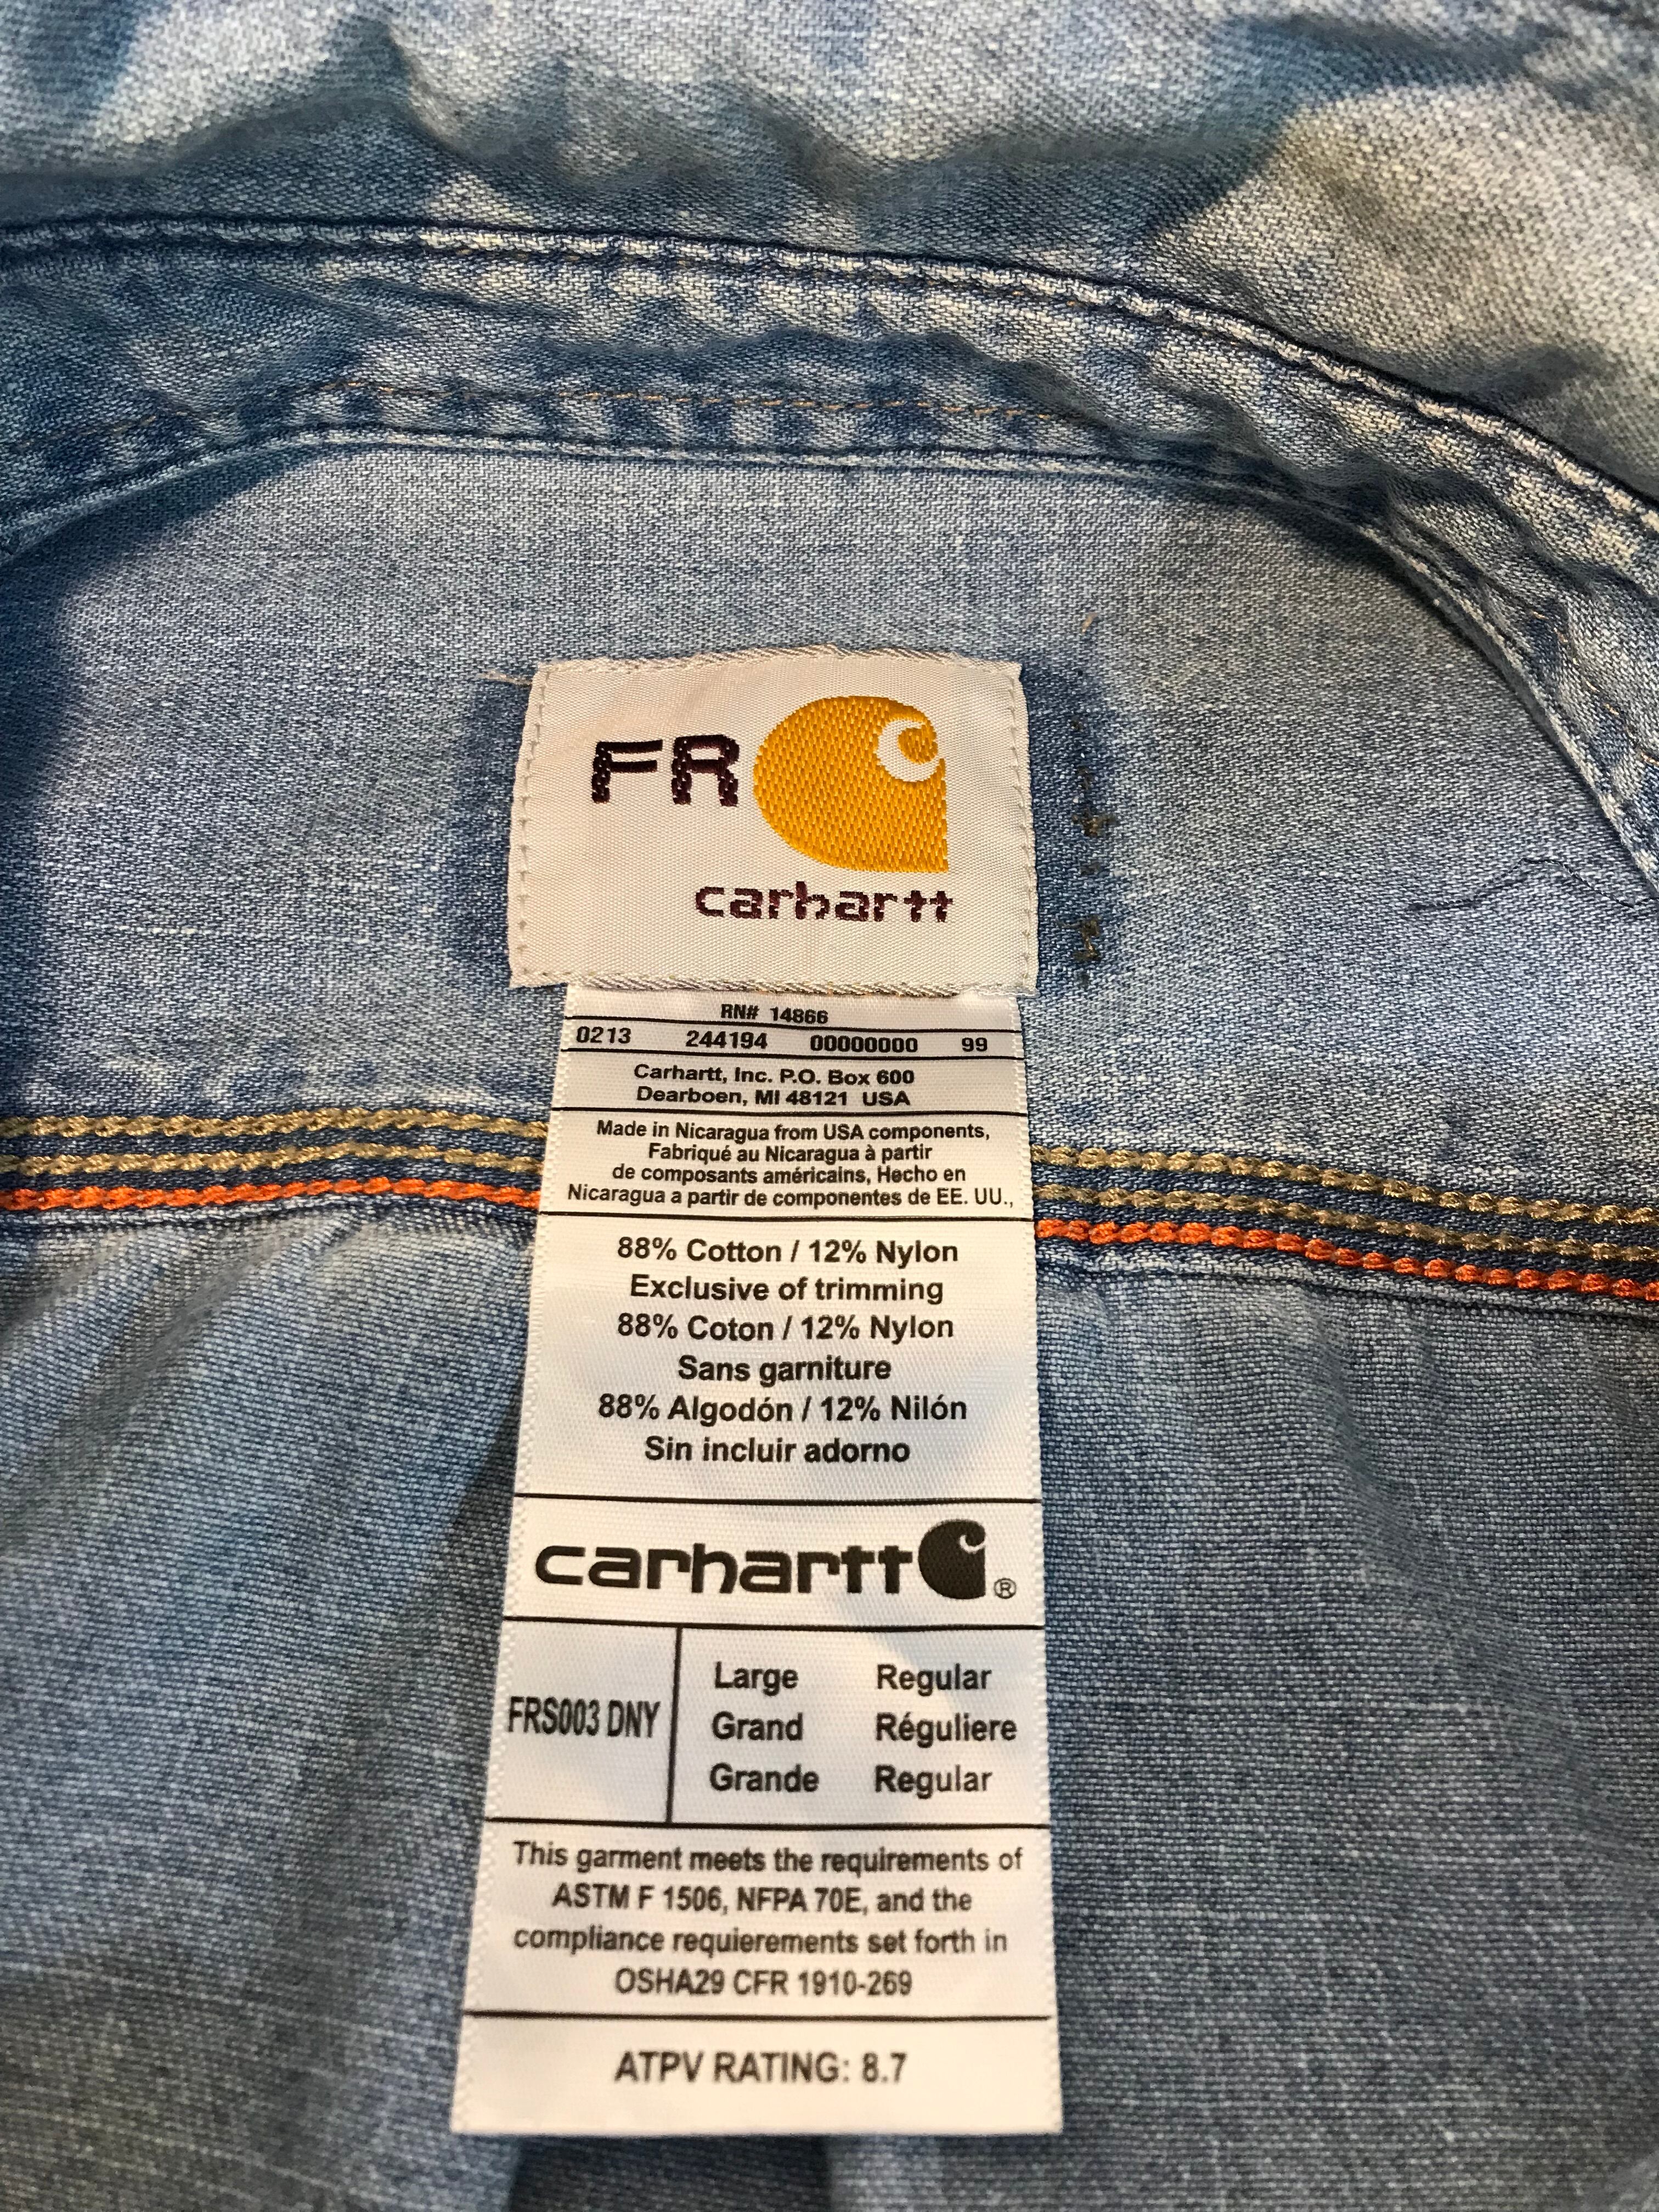 FR
carhartt
RN# 14866
0213 244194 00000000 99
Carhartt, Inc. P.O. Box 600
Dearboen, MI 48121 USA
Made in Nicaragua from USA components,
Fabriqué au Nicaragua à partir
de composants américains, Hecho en
Nicaragua a partir de componentes de EE. UU.,
88% Cotton / 12% Nylon
Exclusive of trimming
88% Coton / 12% Nylon
Sans garniture
88% Algodón / 12% Nilón
Sin incluir adorno
carhartt ®
FRS003 DNY
Large Regular
Grand Réguliere
Grande Regular
This garment meets the requirements of
ASTM F 1506, NFPA 70E, and the
compliance requierements set forth in
OSHA29 CFR 1910-269
ATPV RATING: 8.7